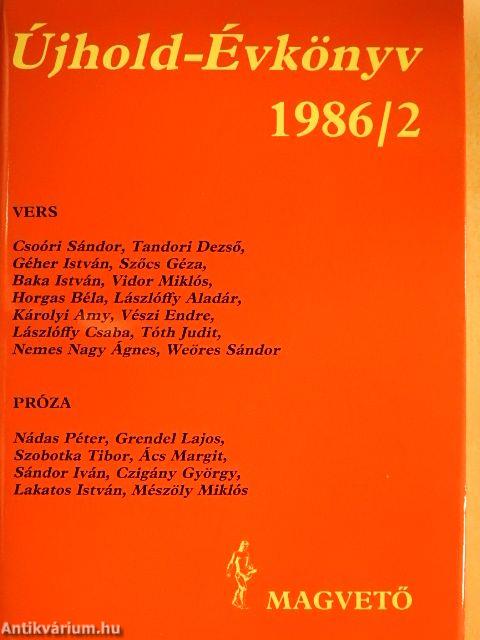 Újhold-Évkönyv
1986/2
VERS
Csoóri Sándor, Tandori Dezső,
Géher István, Szőcs Géza,
Baka István, Vidor Miklós,
Horgas Béla, Lászlóffy Aladár,
Károlyi Amy, Vészi Endre,
Lászlóffy Csaba, Tóth Judit,
Nemes Nagy Ágnes, Weöres Sándor
PRÓZA
Nádas Péter, Grendel Lajos,
Szobotka Tibor, Ács Margit,
Sándor Iván, Czigány György,
Lakatos István, Mészöly Miklós
MAGVETŐ
Antikvárium.hu